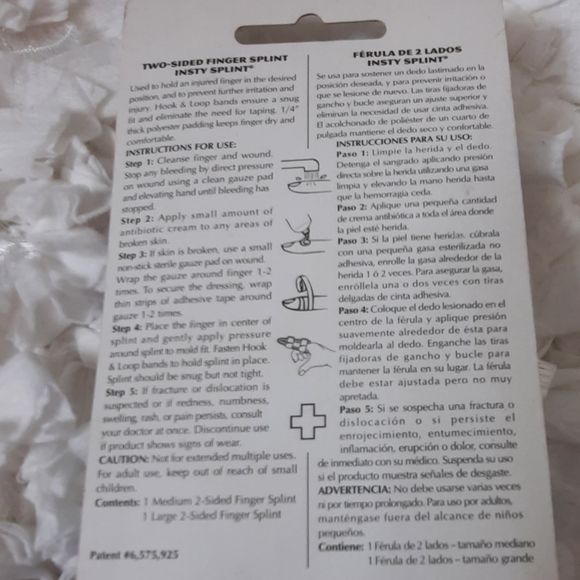 TWO-SIDED FINGER SPLINT
INSTY SPLINT®
Used to hold an injured finger in the desired
position, and to prevent further irritation and
injury. Hook & Loop bands ensure a snug
fit and eliminate the need for taping. 1/4"
thick polyester padding keeps finger dry and
comfortable.
INSTRUCTIONS FOR USE:
Step 1: Cleanse finger and wound.
Stop any bleeding by direct pressure
on wound using a clean gauze pad
and elevating hand until bleeding has
stopped.
Step 2: Apply small amount of
antibiotic cream to any areas of
broken skin.
Step 3: If skin is broken, use a small
non-stick sterile gauze pad on wound.
Wrap the gauze around finger 1-2
times. To secure the dressing, wrap
thin strips of adhesive tape around
gauze 1-2 times.
Step 4: Place the finger in center of
splint and gently apply pressure
around splint to mold fit. Fasten Hook
& Loop bands to hold splint in place.
Splint should be snug but not tight.
Step 5: If fracture or dislocation is
suspected or if redness, numbness,
swelling, rash, or pain persists, consult
your doctor at once. Discontinue use
if product shows signs of wear.
CAUTION: Not for extended multiple uses.
For adult use, keep out of reach of small
children.
Contents: 1 Medium 2-Sided Finger Splint
1 Large 2-Sided Finger Splint
Patent #6,575,925
FÉRULA DE 2 LADOS
INSTY SPLINT®
Se usa para sostener un dedo lastimado en la
posición deseada, y para prevenir irritación o
que se lesione de nuevo. Las tiras fijadoras de
gancho y bucle aseguran un ajuste superior y
eliminan la necesidad de usar cinta adhesiva.
El acolchonado de poliéster de un cuarto de
pulgada mantiene el dedo seco y confortable.
INSTRUCCIONES PARA SU USO:
Paso 1: Limpie la herida y el dedo.
Detenga el sangrado aplicando presión
directa sobre la herida utilizando una gasa
limpia y elevando la mano herida hasta
que la hemorragia ceda.
Paso 2: Aplique una pequeña cantidad
de crema antibiótica a toda el área donde
la piel esté herida.
Paso 3: Si la piel tiene heridas, cúbrala
con una pequeña gasa esterilizada no
adhesiva, enrolle la gasa alrededor de la
herida 1 ó 2 veces. Para asegurar la gasa,
enróllela una o dos veces con tiras
delgadas de cinta adhesiva.
Paso 4: Coloque el dedo lesionado en el
centro de la férula y aplique presión
suavemente alrededor de ésta para
moldearla al dedo. Enganche las tiras
fijadoras de gancho y bucle para
mantener la férula en su lugar. La férula
debe estar ajustada pero no muy
apretada.
Paso 5: Si se sospecha una fractura o
dislocación o si persiste el
enrojecimiento, entumecimiento,
inflamación, erupción o dolor, consulte
de inmediato con su médico. Suspenda su uso
si el producto muestra señales de desgaste.
ADVERTENCIA: No debe usarse varias veces
ni por tiempo prolongado. Para uso por adultos,
manténgase fuera del alcance de niños
pequeños.
Contiene: 1 Férula de 2 lados - tamaño mediano
1 Férula de 2 lados - tamaño grande